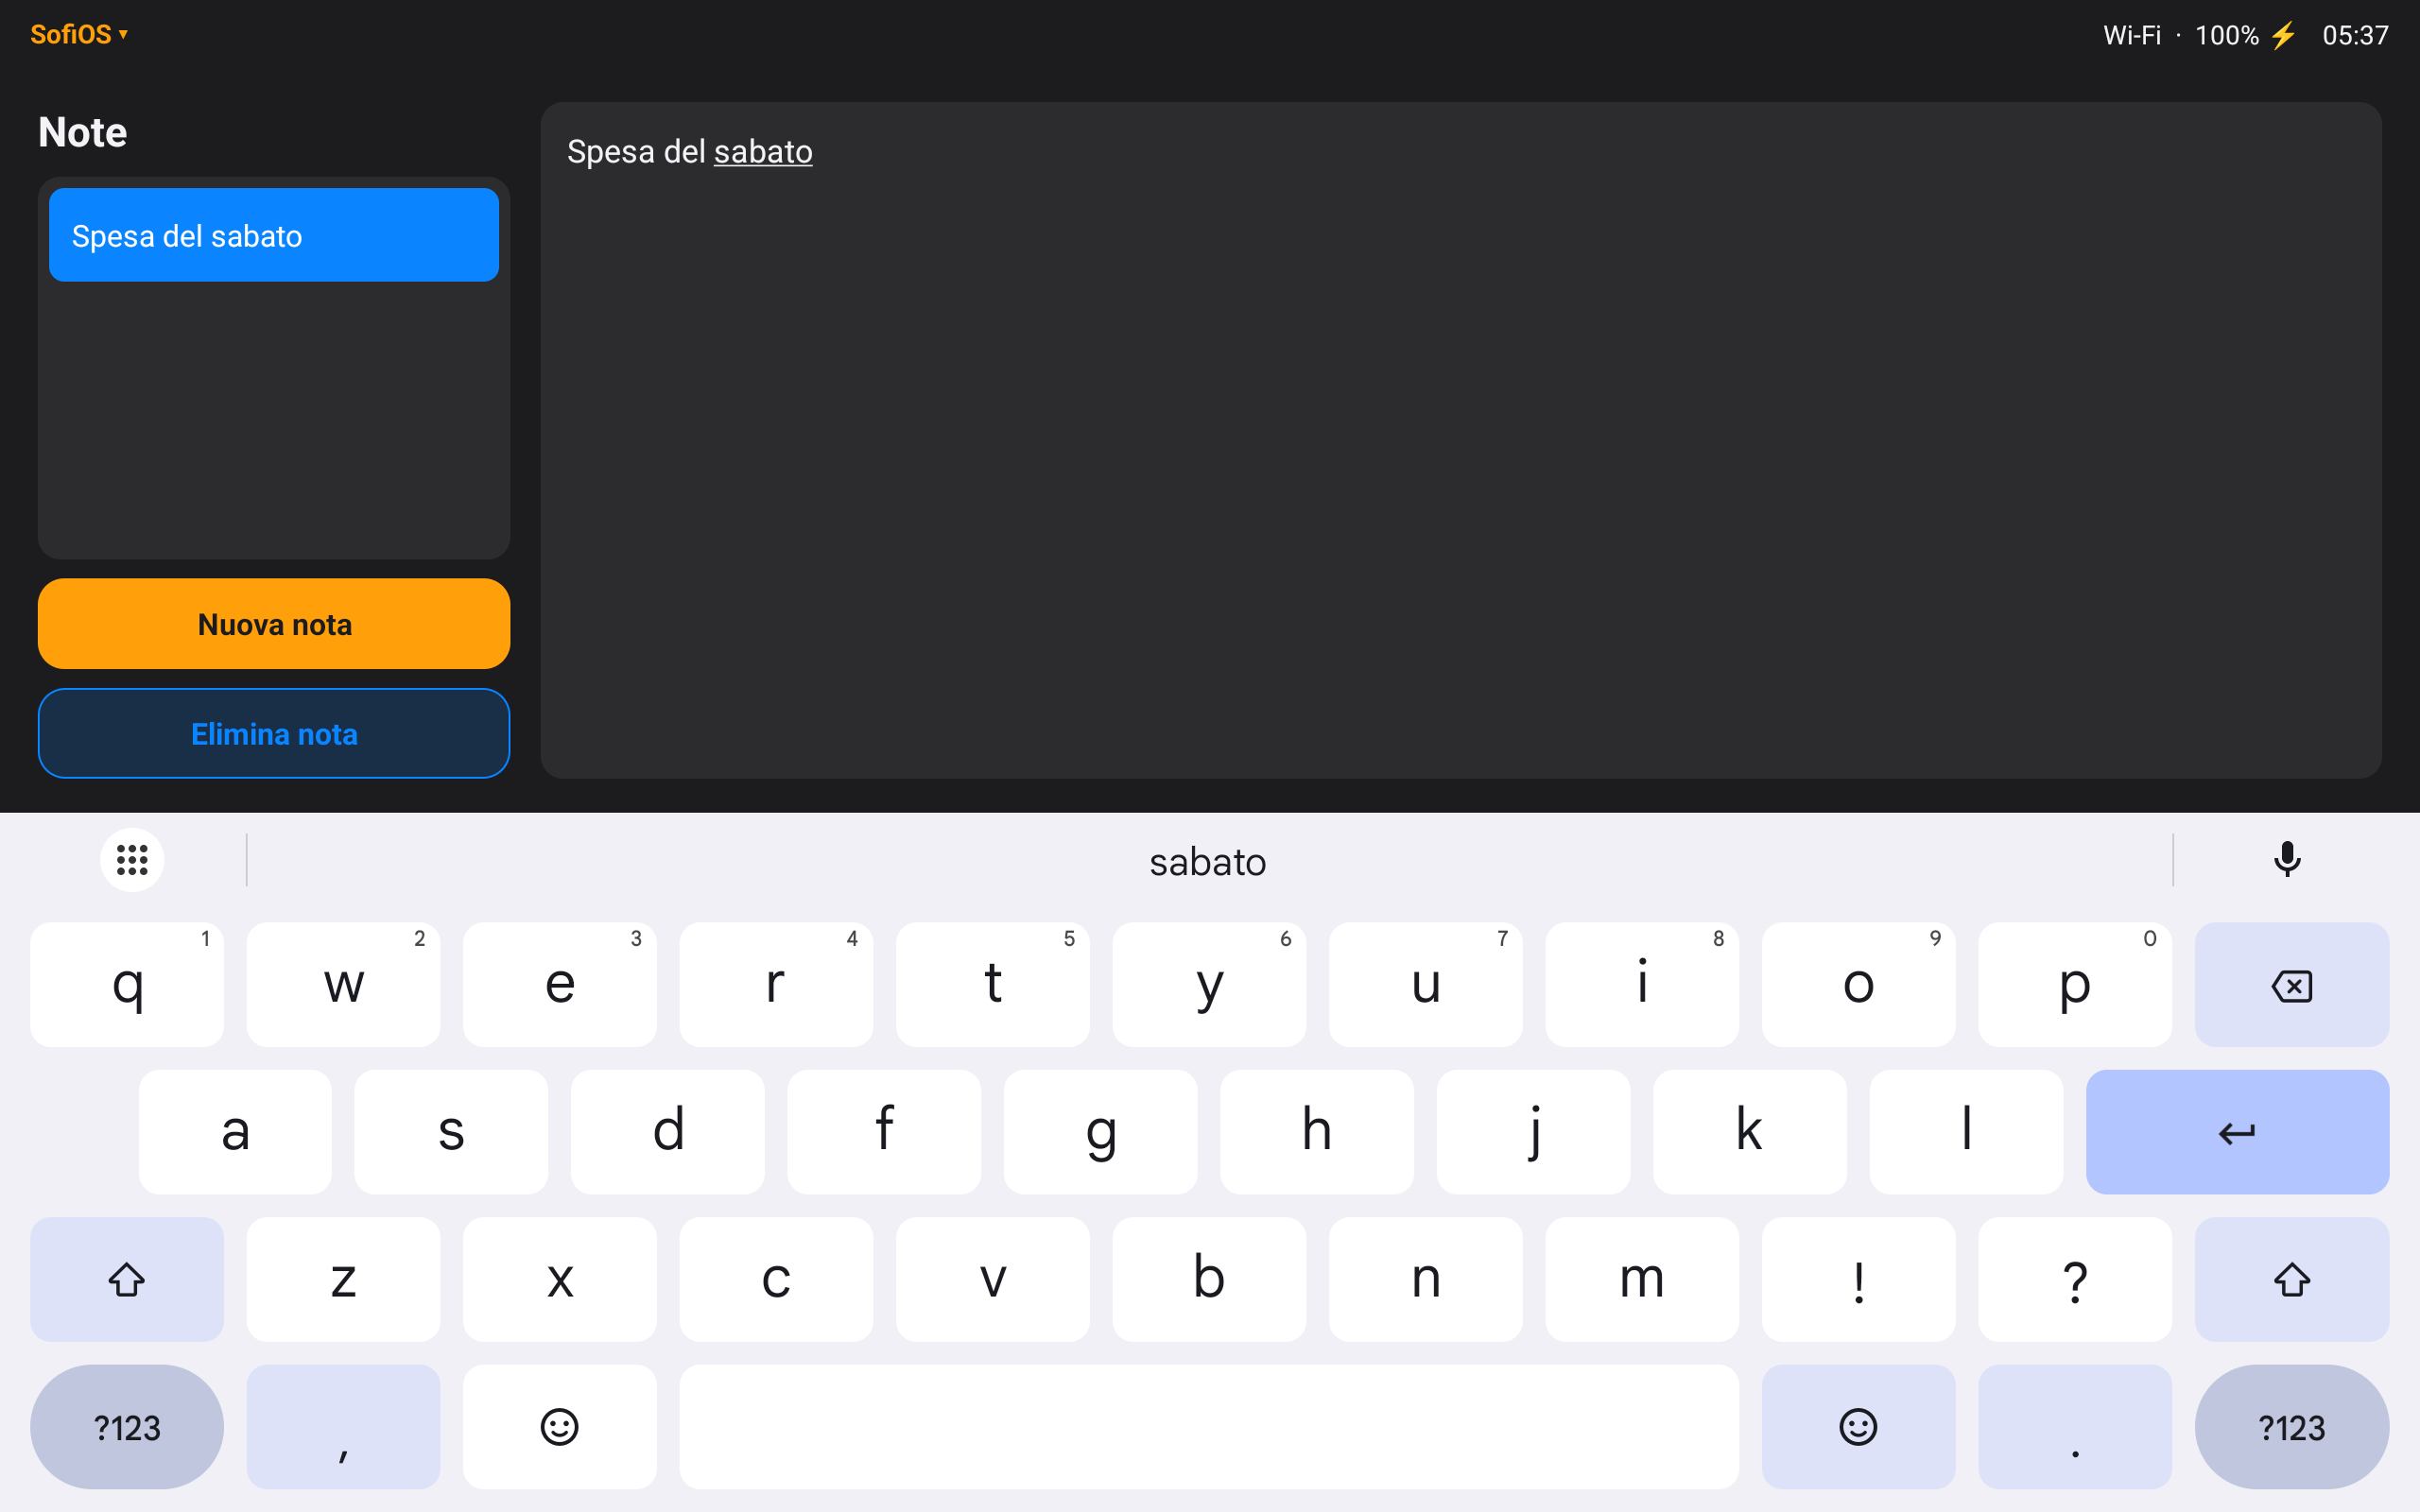 SofiOS ▾
Wi-Fi · 100% ⚡ 05:37
Note
Spesa del sabato
Nuova nota
Elimina nota
Spesa del sabato
sabato
q 1 w 2 e 3 r 4 t 5 y 6 u 7 i 8 o 9 p 0
a s d f g h j k l
z x c v b n m ! ?
?123 , . ?123